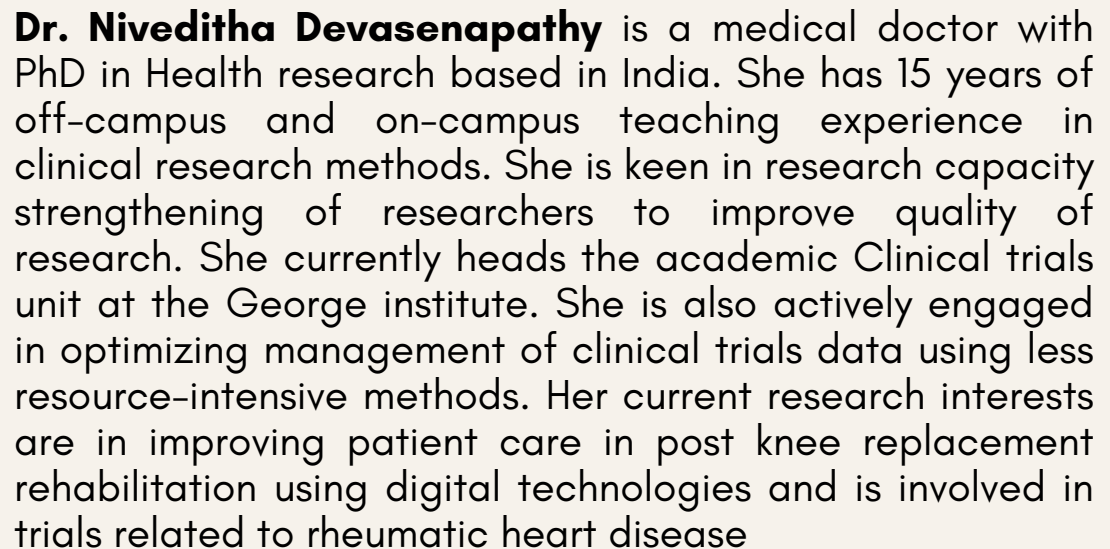 Dr. Niveditha Devasenapathy is a medical doctor with
PhD in Health research based in India. She has 15 years of
off-campus and on-campus teaching experience in
clinical research methods. She is keen in research capacity
strengthening of researchers to improve quality of
research. She currently heads the academic Clinical trials
unit at the George institute. She is also actively engaged
in optimizing management of clinical trials data using less
resource-intensive methods. Her current research interests
are in improving patient care in post knee replacement
rehabilitation using digital technologies and is involved in
trials related to rheumatic heart disease